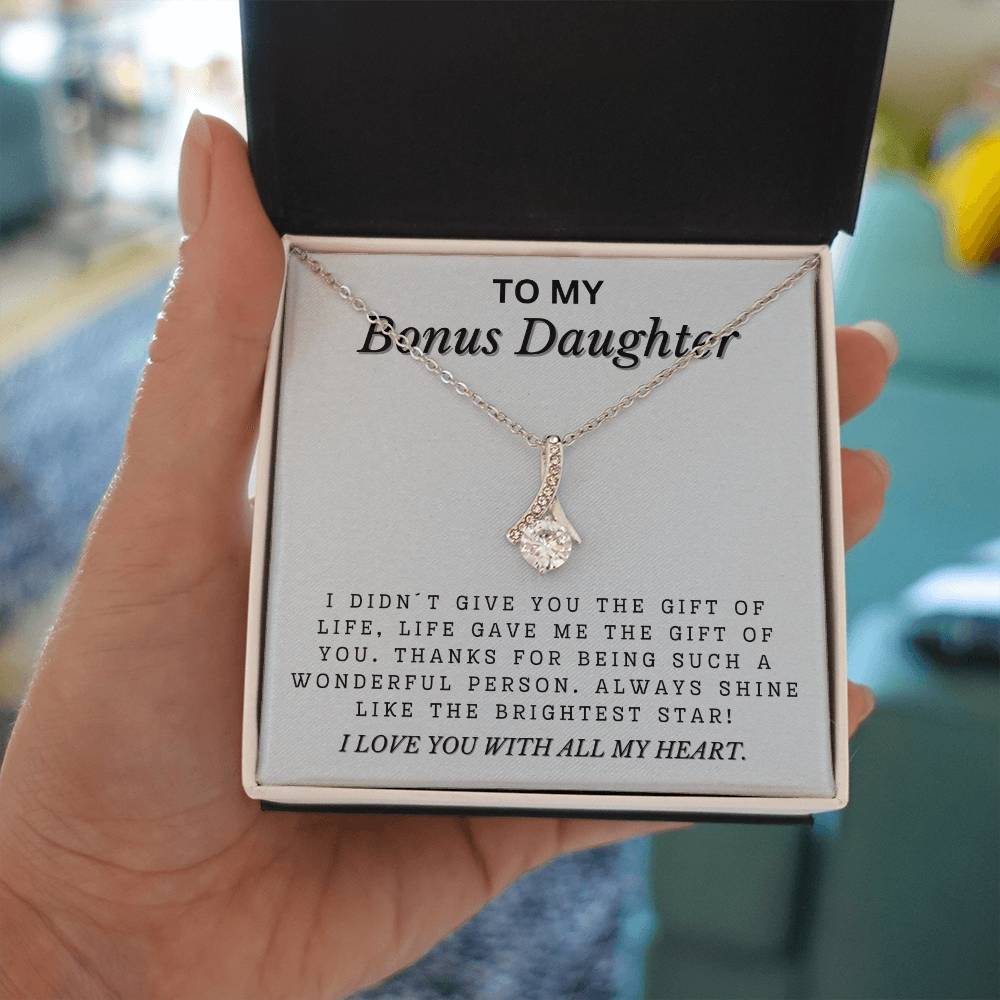 TO MY
Bonus Daughter
I DIDN´T GIVE YOU THE GIFT OF
LIFE, LIFE GAVE ME THE GIFT OF
YOU. THANKS FOR BEING SUCH A
WONDERFUL PERSON. ALWAYS SHINE
LIKE THE BRIGHTEST STAR!
I LOVE YOU WITH ALL MY HEART.